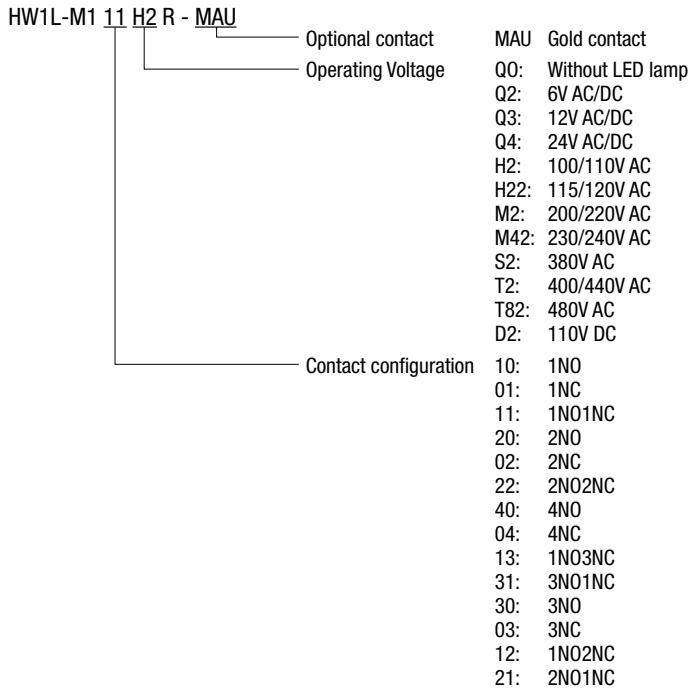 HW1L-M1 11 H2 R - MAU
Optional contact MAU Gold contact
Operating Voltage Q0: Without LED lamp
Q2: 6V AC/DC
Q3: 12V AC/DC
Q4: 24V AC/DC
H2: 100/110V AC
H22: 115/120V AC
M2: 200/220V AC
M42: 230/240V AC
S2: 380V AC
T2: 400/440V AC
T82: 480V AC
D2: 110V DC
Contact configuration 10: 1NO
01: 1NC
11: 1NO1NC
20: 2NO
02: 2NC
22: 2NO2NC
40: 4NO
04: 4NC
13: 1NO3NC
31: 3NO1NC
30: 3NO
03: 3NC
12: 1NO2NC
21: 2NO1NC